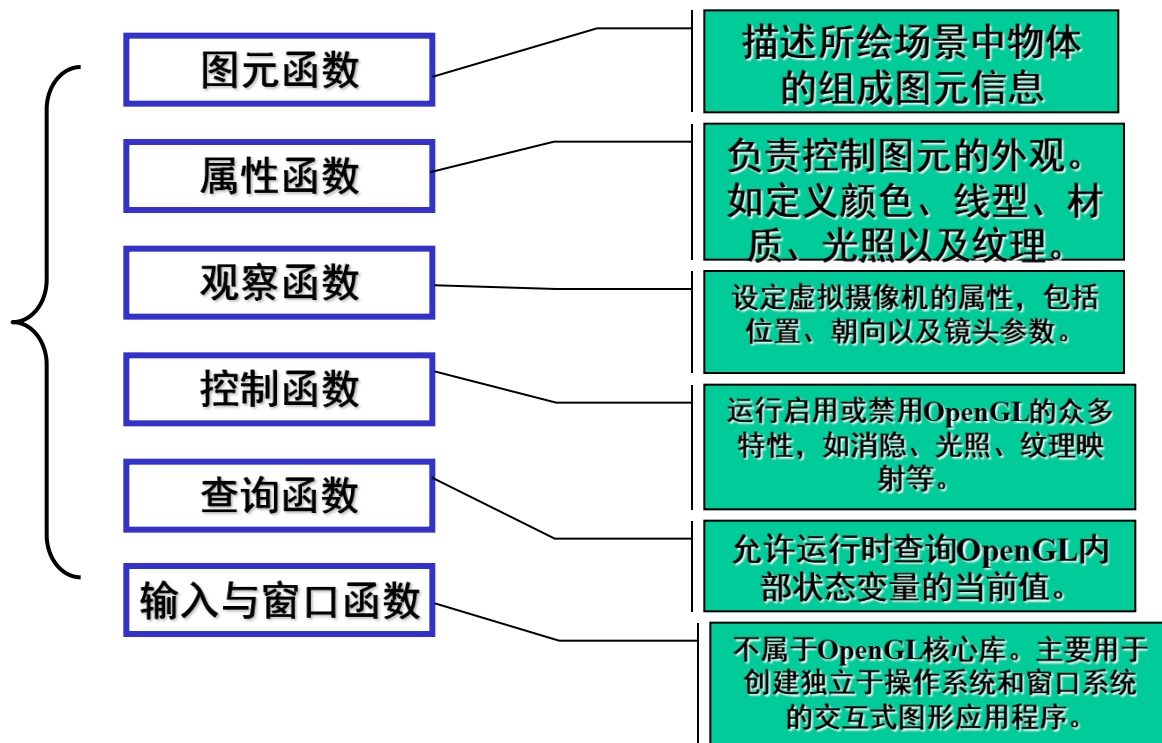 图元函数
描述所绘场景中物体
的组成图元信息
属性函数
负责控制图元的外观。
如定义颜色、线型、材
质、光照以及纹理。
观察函数
设定虚拟摄像机的属性，包括
位置、朝向以及镜头参数。
控制函数
运行启用或禁用OpenGL的众多
特性，如消隐、光照、纹理映
射等。
查询函数
允许运行时查询OpenGL内
部状态变量的当前值。
输入与窗口函数
不属于OpenGL核心库。主要用于
创建独立于操作系统和窗口系统
的交互式图形应用程序。